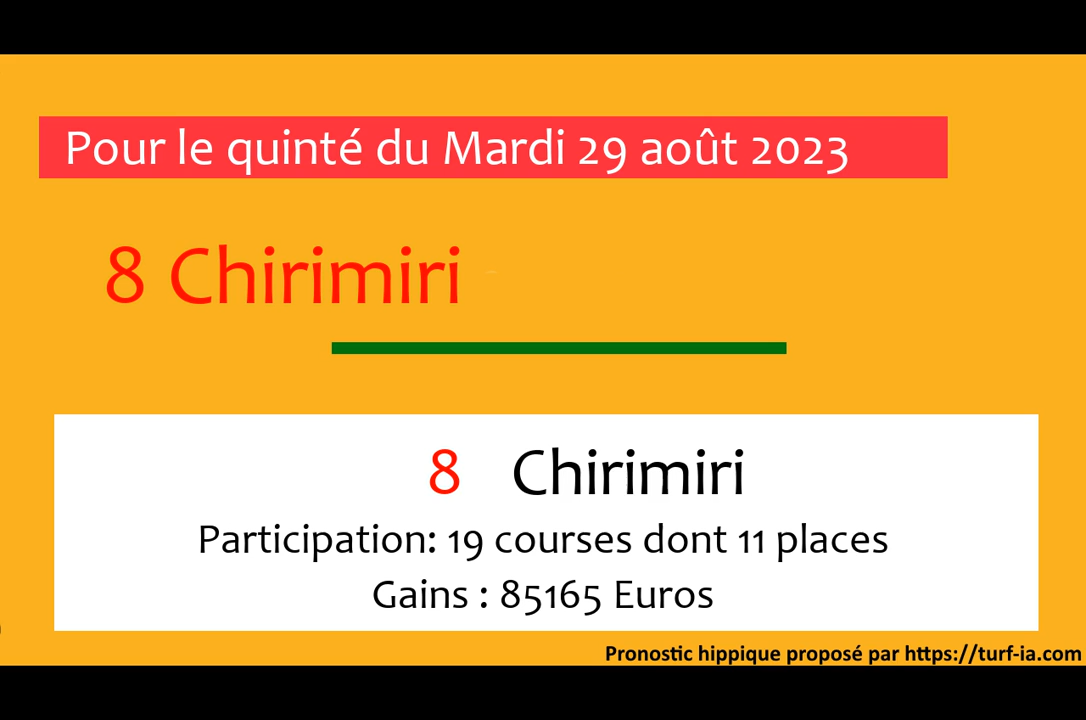 Pour le quinté du Mardi 29 août 2023
8 Chirimiri
8 Chirimiri
Participation: 19 courses dont 11 places
Gains : 85165 Euros
Pronostic hippique proposé par https://turf-ia.com